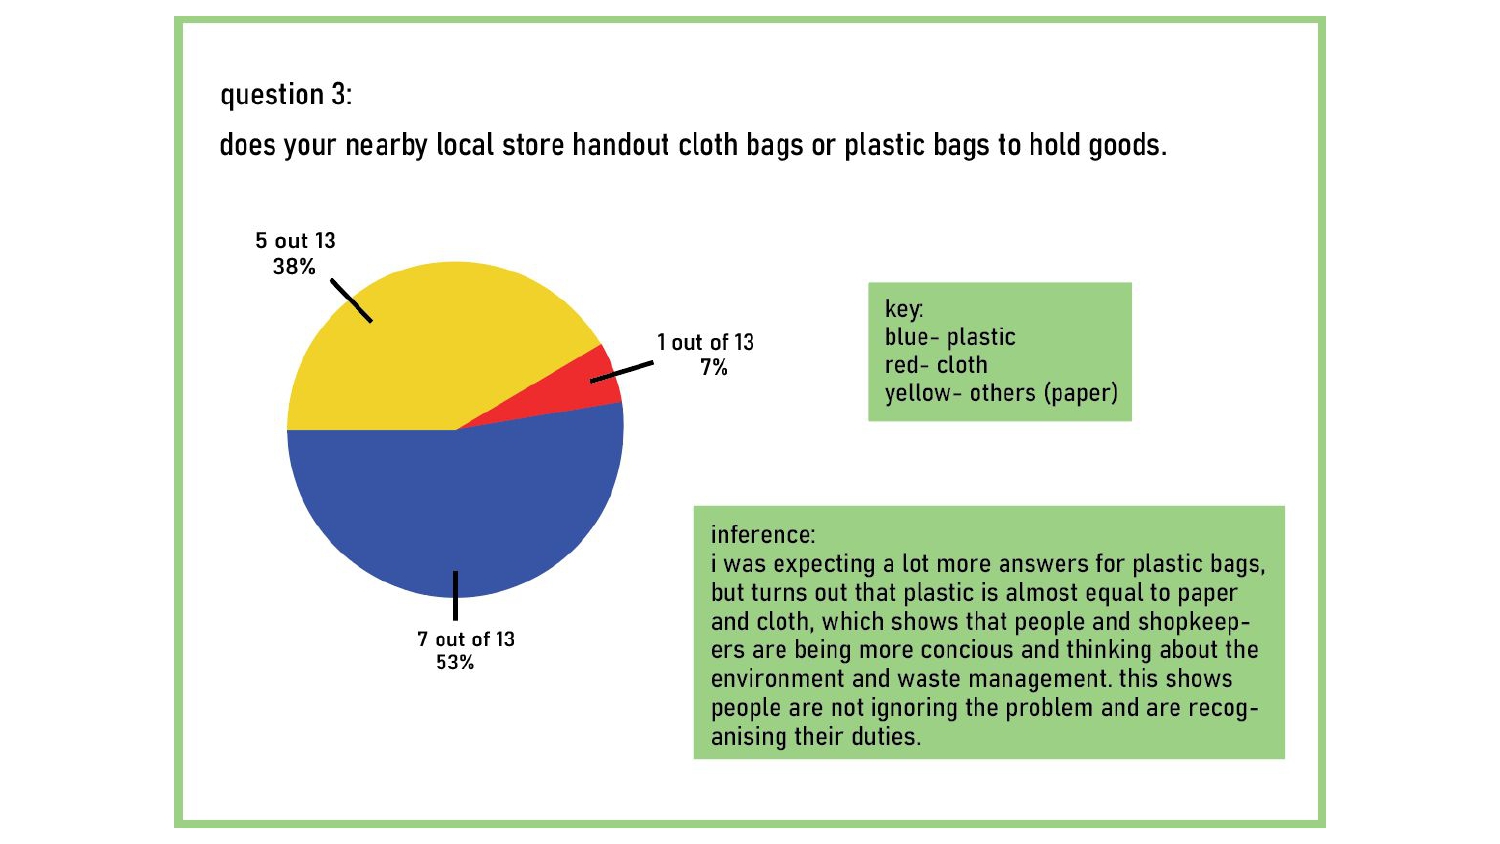 question 3:
does your nearby local store handout cloth bags or plastic bags to hold goods.
5 out 13
38%
1 out of 13
7%
key:
blue- plastic
red- cloth
yellow- others (paper)
7 out of 13
53%
inference:
i was expecting a lot more answers for plastic bags,
but turns out that plastic is almost equal to paper
and cloth, which shows that people and shopkeep-
ers are being more concious and thinking about the
environment and waste management. this shows
people are not ignoring the problem and are recog-
anising their duties.